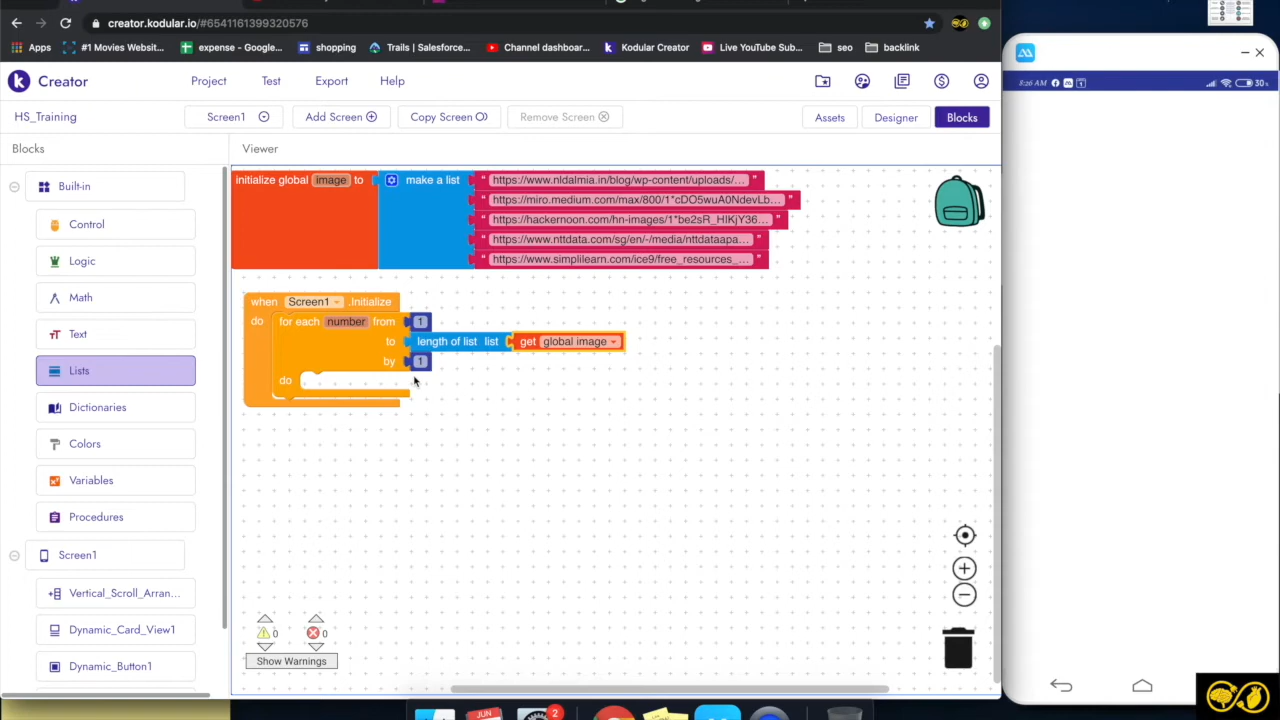 creator.kodular.io/#6541161399320576
Apps
#1 Movies Websit...
expense - Google...
shopping
Trails | Salesforc...
Channel dashboar...
Kodular Creator
Live YouTube Sub...
seo
backlink
Creator
Project
Test
Export
Help
HS_Training
Screen1
Add Screen
Copy Screen
Remove Screen
Assets
Designer
Blocks
Blocks
Viewer
Built-in
Control
Logic
Math
Text
Lists
Dictionaries
Colors
Variables
Procedures
Screen1
Vertical_Scroll_Arran...
Dynamic_Card_View1
Dynamic_Button1
initialize global image to make a list
" https://www.nldalmia.in/blog/wp-content/uploads/... "
" https://miro.medium.com/max/800/1*cDO5wuA0NdevLb... "
" https://hackernoon.com/hn-images/1*be2sR_HIKjY36... "
" https://www.nttdata.com/sg/en/-/media/nttdataapa... "
" https://www.simplilearn.com/ice9/free_resources_... "
when Screen1 .Initialize
do for each number from 1
to length of list list get global image
by 1
do
0 0
Show Warnings
8:26 AM
30
JUN
2